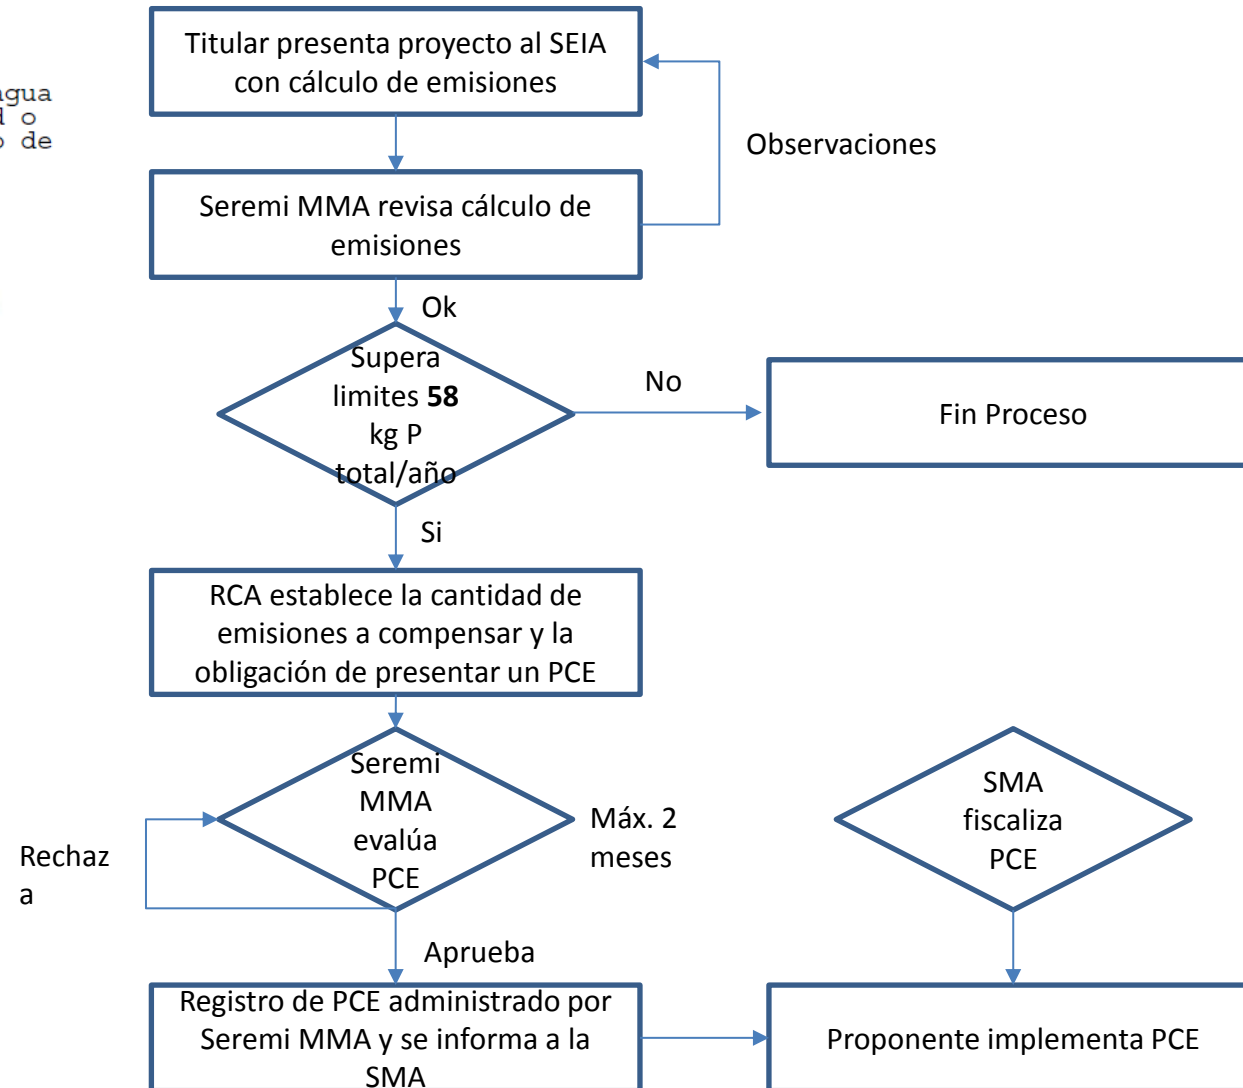 Titular presenta proyecto al SEIA
con cálculo de emisiones
o de
Observaciones
Seremi MMA revisa cálculo de
emisiones
Ok
Supera
limites 58
kg P
total/año
No
Fin Proceso
Si
RCA establece la cantidad de
emisiones a compensar y la
obligación de presentar un PCE
Seremi
MMA
evalúa
PCE
Máx. 2
meses
Rechaz
a
SMA
fiscaliza
PCE
Aprueba
Registro de PCE administrado por
Seremi MMA y se informa a la
SMA
Proponente implementa PCE